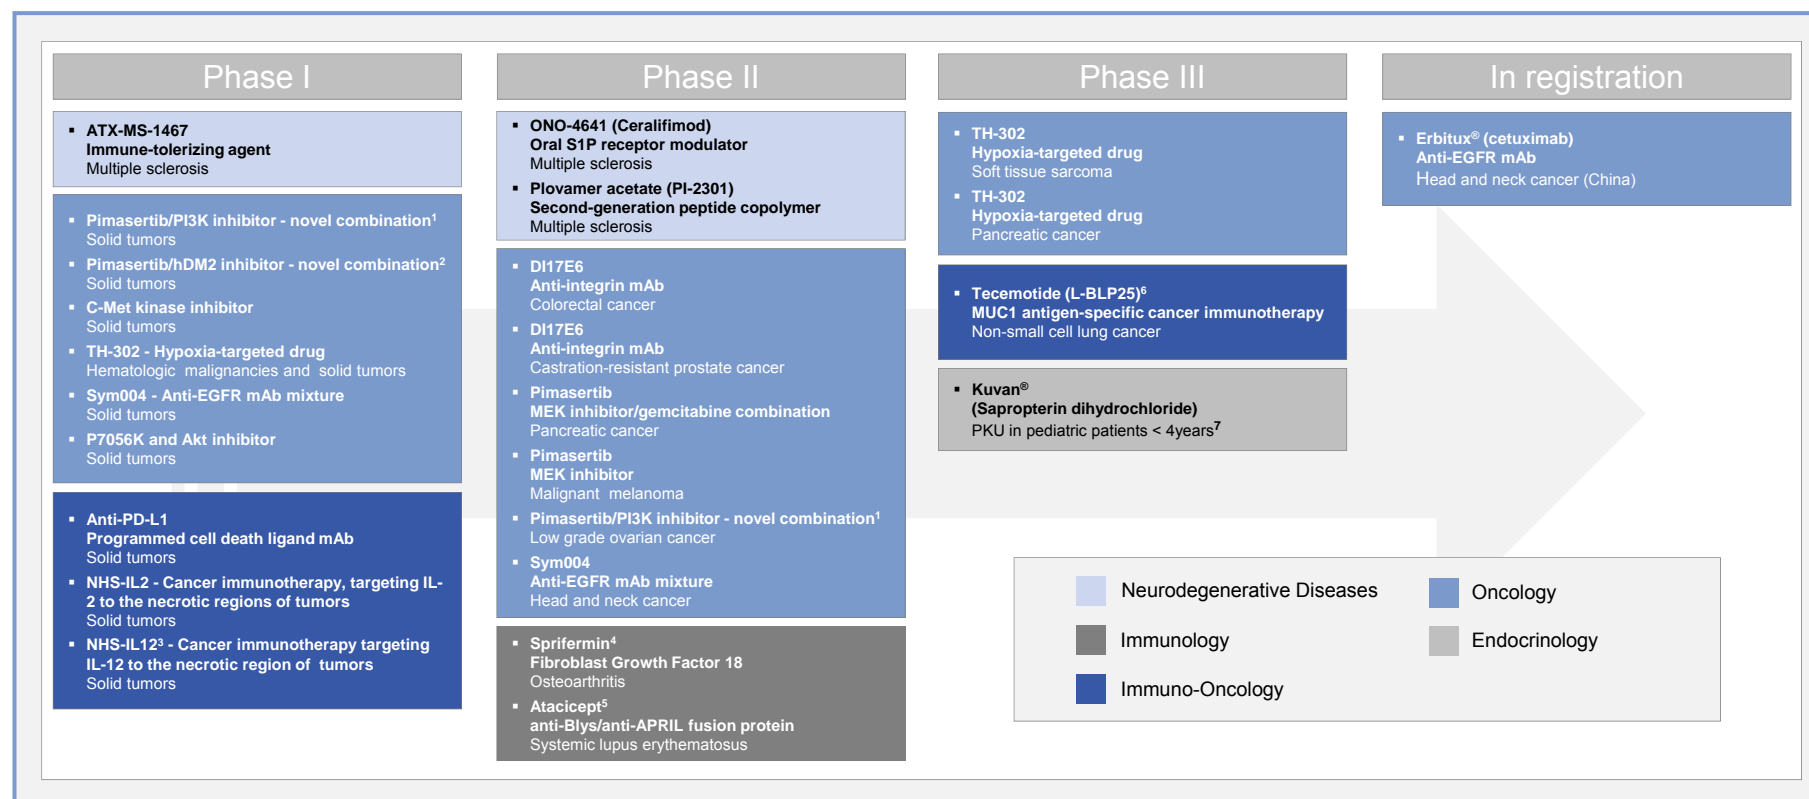 Phase I
▪ ATX-MS-1467
Immune-tolerizing agent
Multiple sclerosis
▪ Pimasertib/PI3K inhibitor - novel combination¹
Solid tumors
▪ Pimasertib/hDM2 inhibitor - novel combination²
Solid tumors
▪ C-Met kinase inhibitor
Solid tumors
▪ TH-302 - Hypoxia-targeted drug
Hematologic malignancies and solid tumors
▪ Sym004 - Anti-EGFR mAb mixture
Solid tumors
▪ P7056K and Akt inhibitor
Solid tumors
▪ Anti-PD-L1
Programmed cell death ligand mAb
Solid tumors
▪ NHS-IL2 - Cancer immunotherapy, targeting IL-
2 to the necrotic regions of tumors
Solid tumors
▪ NHS-IL12³ - Cancer immunotherapy targeting
IL-12 to the necrotic region of tumors
Solid tumors
Phase II
▪ ONO-4641 (Ceralifimod)
Oral S1P receptor modulator
Multiple sclerosis
▪ Plovamer acetate (PI-2301)
Second-generation peptide copolymer
Multiple sclerosis
▪ DI17E6
Anti-integrin mAb
Colorectal cancer
▪ DI17E6
Anti-integrin mAb
Castration-resistant prostate cancer
▪ Pimasertib
MEK inhibitor/gemcitabine combination
Pancreatic cancer
▪ Pimasertib
MEK inhibitor
Malignant melanoma
▪ Pimasertib/PI3K inhibitor - novel combination¹
Low grade ovarian cancer
▪ Sym004
Anti-EGFR mAb mixture
Head and neck cancer
▪ Sprifermin⁴
Fibroblast Growth Factor 18
Osteoarthritis
▪ Atacicept⁵
anti-Blys/anti-APRIL fusion protein
Systemic lupus erythematosus
Phase III
▪ TH-302
Hypoxia-targeted drug
Soft tissue sarcoma
▪ TH-302
Hypoxia-targeted drug
Pancreatic cancer
▪ Tecemotide (L-BLP25)⁶
MUC1 antigen-specific cancer immunotherapy
Non-small cell lung cancer
▪ Kuvan®
(Sapropterin dihydrochloride)
PKU in pediatric patients < 4years⁷
In registration
▪ Erbitux® (cetuximab)
Anti-EGFR mAb
Head and neck cancer (China)
Neurodegenerative Diseases
Oncology
Immunology
Endocrinology
Immuno-Oncology